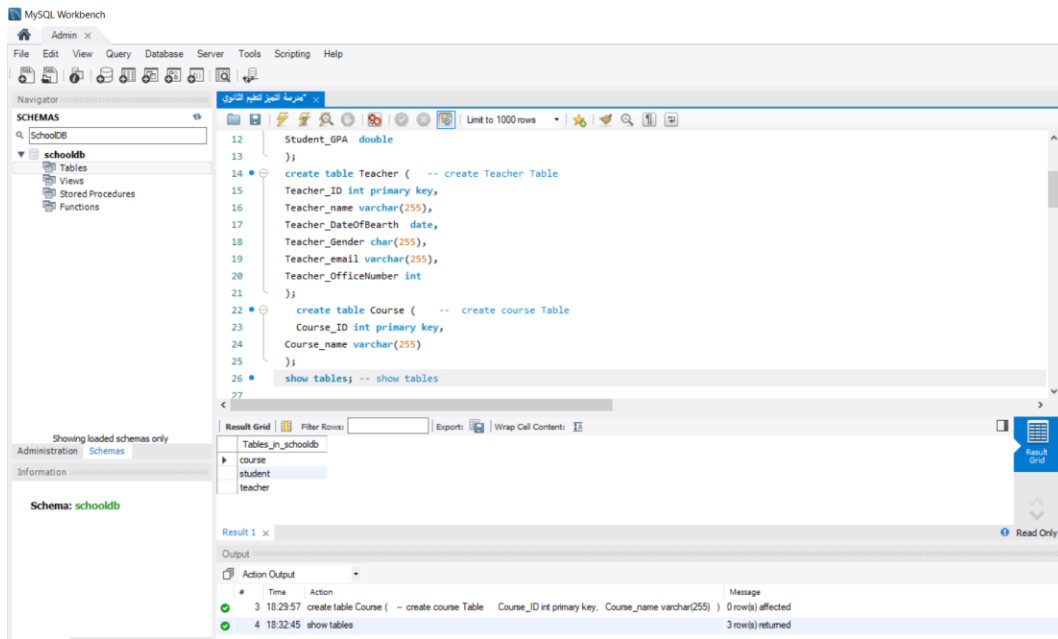 MySQL Workbench
Admin ×
File Edit View Query Database Server Tools Scripting Help
Navigator
مدرسة التميز لتعليم الثانوي* ×
SCHEMAS
SchoolDB
Limit to 1000 rows
schooldb
Tables
Views
Stored Procedures
Functions
12 Student_GPA double
13 );
14 create table Teacher ( -- create Teacher Table
15 Teacher_ID int primary key,
16 Teacher_name varchar(255),
17 Teacher_DateOfBearth date,
18 Teacher_Gender char(255),
19 Teacher_email varchar(255),
20 Teacher_OfficeNumber int
21 );
22 create table Course ( -- create course Table
23 Course_ID int primary key,
24 Course_name varchar(255)
25 );
26 show tables; -- show tables
27
Result Grid Filter Rows: Export: Wrap Cell Content:
Tables_in_schooldb
course
student
teacher
Result Grid
Showing loaded schemas only
Administration Schemas
Information
Schema: schooldb
Result 1 × Read Only
Output
Action Output
# Time Action Message
3 18:29:57 create table Course ( – create course Table Course_ID int primary key, Course_name varchar(255) ) 0 row(s) affected
4 18:32:45 show tables 3 row(s) returned